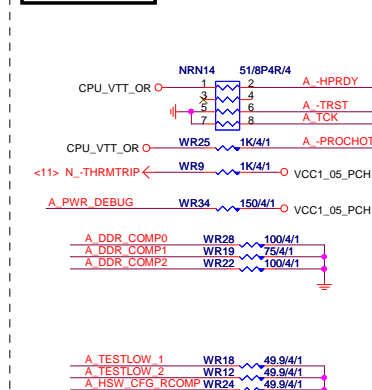 NRN14 51/8P4R/4
CPU_VTT_OR 1 2 A_-HPRDY
3 4
5 6 A_-TRST
7 8 A_TCK
CPU_VTT_OR WR25 1K/4/1 A_-PROCHOT
<11> N_-THRMTRIP WR9 1K/4/1 VCC1_05_PCH
A_PWR_DEBUG WR34 150/4/1 VCC1_05_PCH
A_DDR_COMP0 WR28 100/4/1
A_DDR_COMP1 WR19 75/4/1
A_DDR_COMP2 WR22 100/4/1
A_TESTLOW_1 WR18 49.9/4/1
A_TESTLOW_2 WR12 49.9/4/1
A_HSW_CFG_RCOMP WR24 49.9/4/1